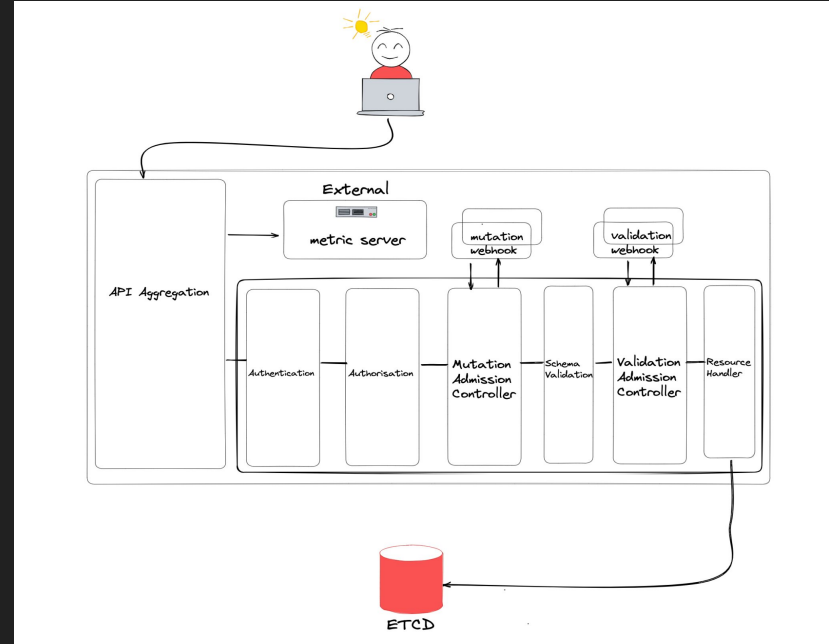 External
metric server
mutation
webhook
validation
webhook
API Aggregation
Authentication
Authorisation
Mutation
Admission
Controller
Schema
Validation
Validation
Admission
Controller
Resource
Handler
ETCD